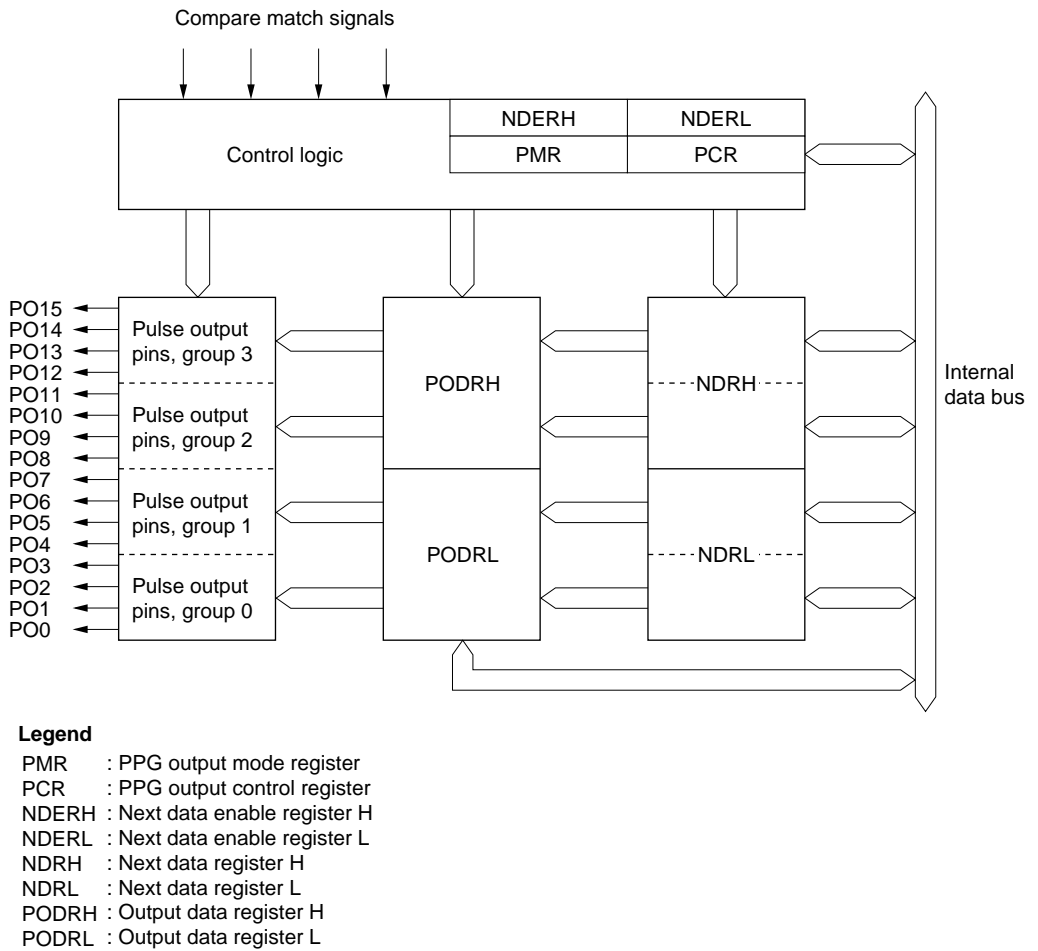 Compare match signals
Control logic
NDERH
NDERL
PMR
PCR
PO15
PO14
PO13
PO12
PO11
PO10
PO9
PO8
PO7
PO6
PO5
PO4
PO3
PO2
PO1
PO0
Pulse output
pins, group 3
Pulse output
pins, group 2
Pulse output
pins, group 1
Pulse output
pins, group 0
PODRH
PODRL
NDRH
NDRL
Internal
data bus
Legend
PMR : PPG output mode register
PCR : PPG output control register
NDERH : Next data enable register H
NDERL : Next data enable register L
NDRH : Next data register H
NDRL : Next data register L
PODRH : Output data register H
PODRL : Output data register L